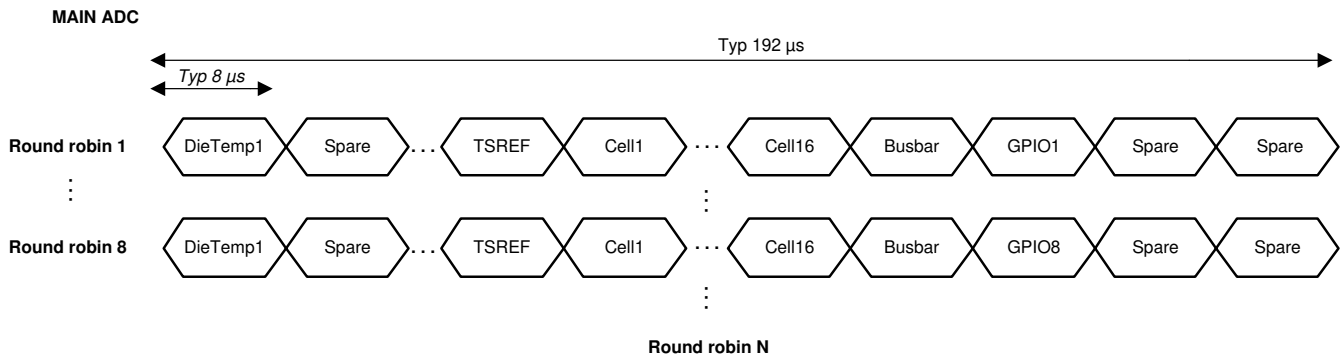 MAIN ADC
Typ 192 µs
Typ 8 µs
Round robin 1 DieTemp1 Spare ... TSREF Cell1 ... Cell16 Busbar GPIO1 Spare Spare
Round robin 8 DieTemp1 Spare ... TSREF Cell1 ... Cell16 Busbar GPIO8 Spare Spare
Round robin N